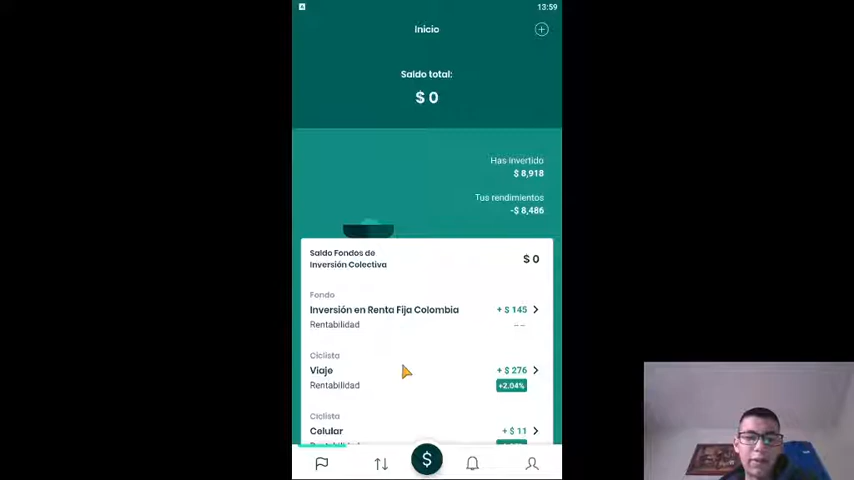 13:59
Inicio
Saldo total:
$ 0
Has invertido
$ 8,918
Tus rendimientos
-$ 8,486
Saldo Fondos de
Inversión Colectiva
$ 0
Fondo
Inversión en Renta Fija Colombia
+ $ 145
Rentabilidad
--
Ciclista
Viaje
+ $ 276
Rentabilidad
+2.04%
Ciclista
Celular
+ $ 11
$